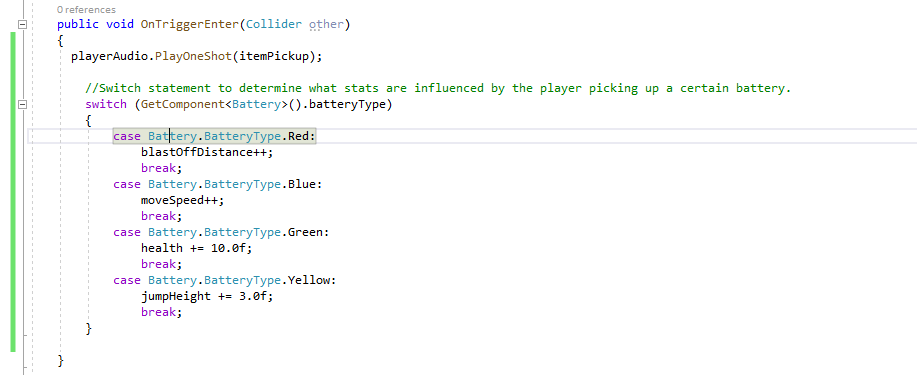 0 references
public void OnTriggerEnter(Collider other)
{
playerAudio.PlayOneShot(itemPickup);
//Switch statement to determine what stats are influenced by the player picking up a certain battery.
switch (GetComponent<Battery>().batteryType)
{
case Battery.BatteryType.Red:
blastOffDistance++;
break;
case Battery.BatteryType.Blue:
moveSpeed++;
break;
case Battery.BatteryType.Green:
health += 10.0f;
break;
case Battery.BatteryType.Yellow:
jumpHeight += 3.0f;
break;
}
}